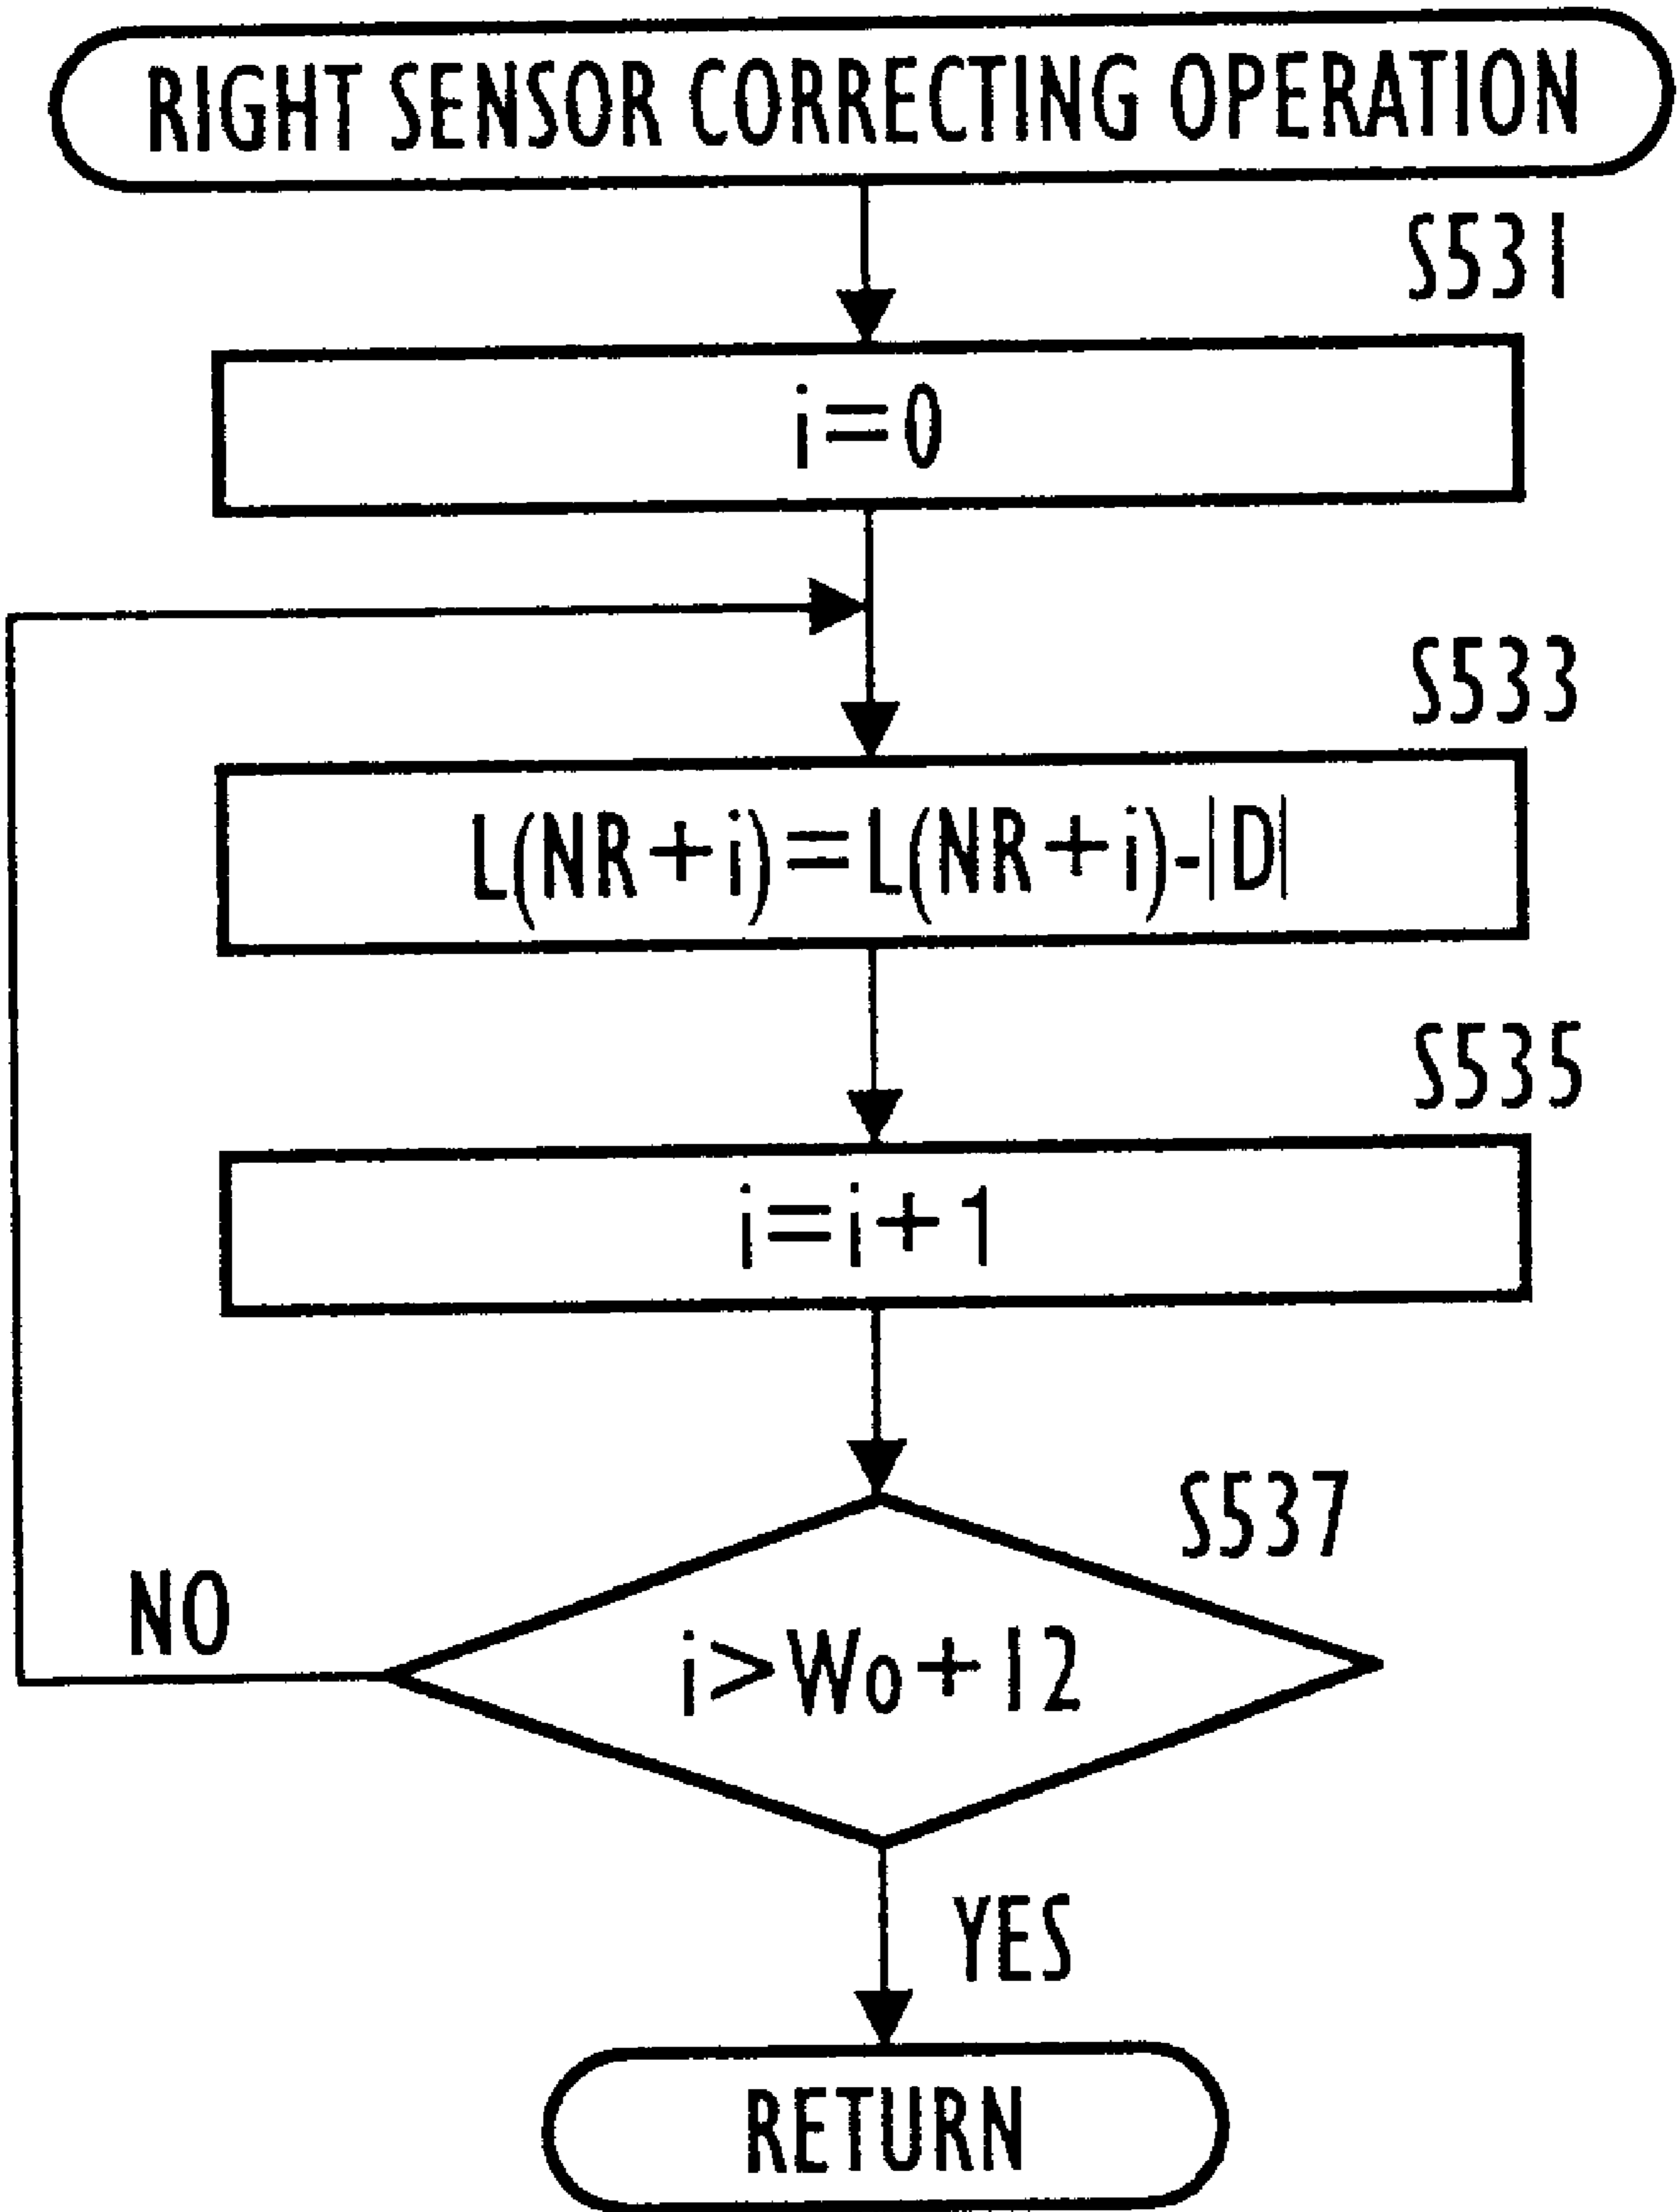 RIGHT SENSOR CORRECTING OPERATION
S531
i=0
S533
L(NR+i)=L(NR+i)-|D|
S535
i=i+1
S537
i>Wo+12
NO
YES
RETURN